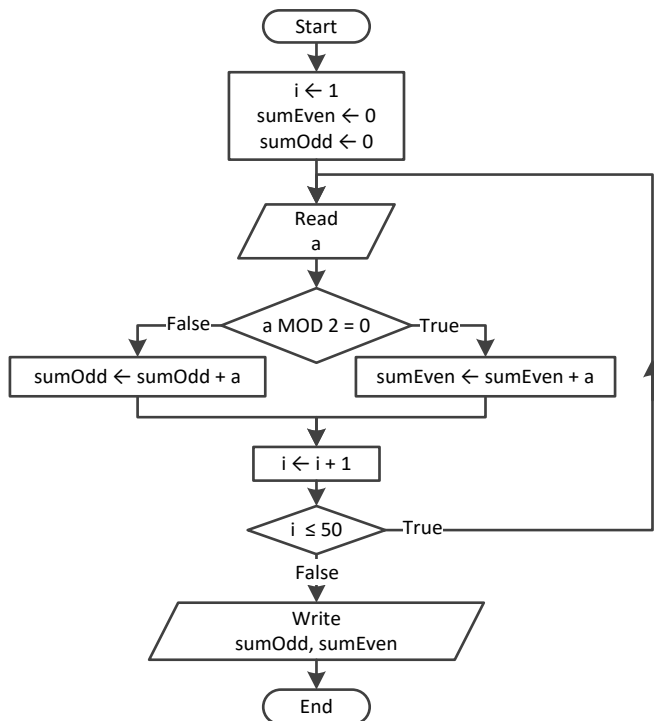 Start
i ← 1
sumEven ← 0
sumOdd ← 0
Read
a
False
a MOD 2 = 0
True
sumOdd ← sumOdd + a
sumEven ← sumEven + a
i ← i + 1
i ≤ 50
True
False
Write
sumOdd, sumEven
End